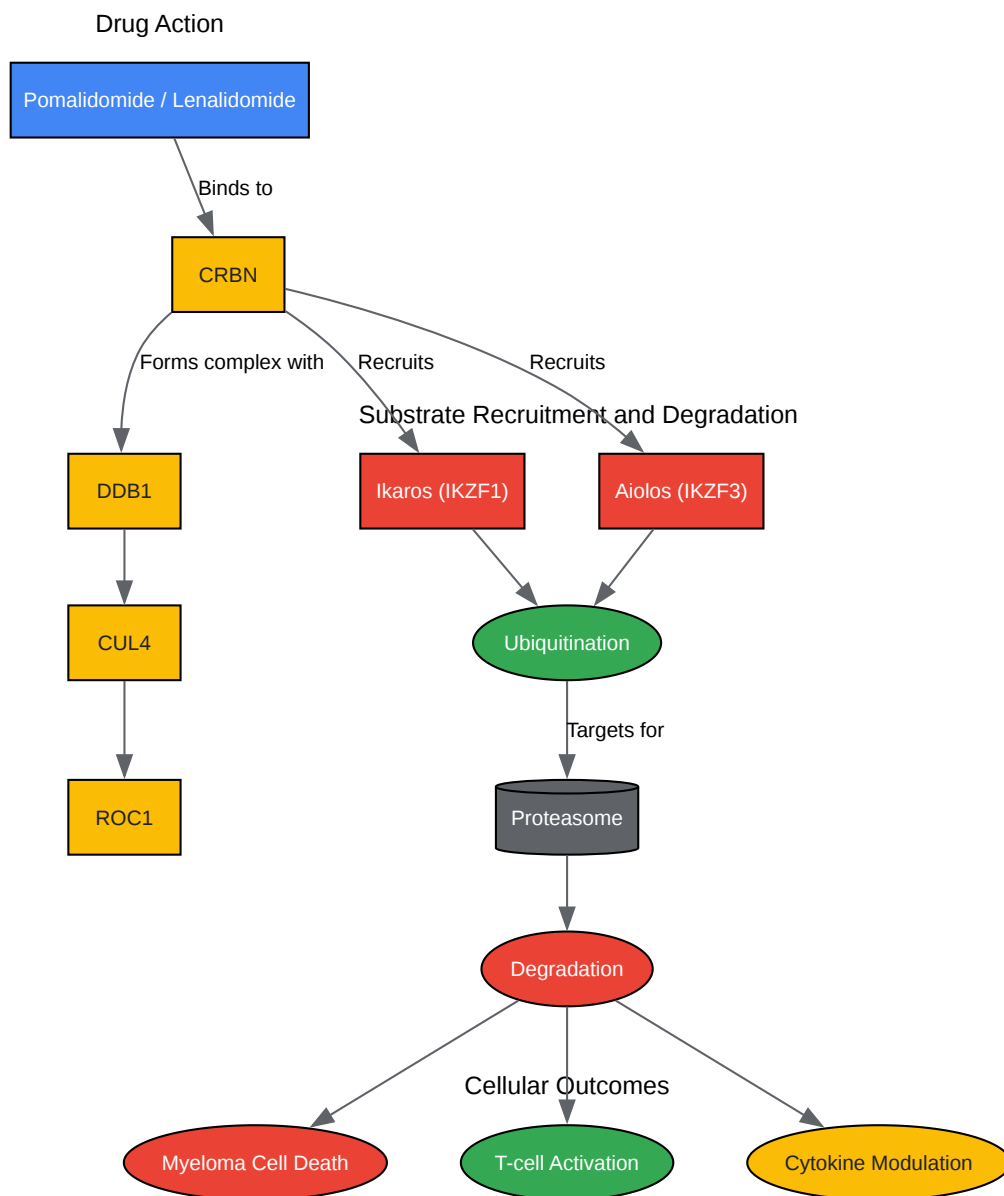 Drug Action
Pomalidomide / Lenalidomide
Binds to
CRBN
Forms complex with
Recruits
Recruits
Substrate Recruitment and Degradation
DDB1
Ikaros (IKZF1)
Aiolos (IKZF3)
CUL4
Ubiquitination
Targets for
ROC1
Proteasome
Degradation
Cellular Outcomes
Myeloma Cell Death
T-cell Activation
Cytokine Modulation